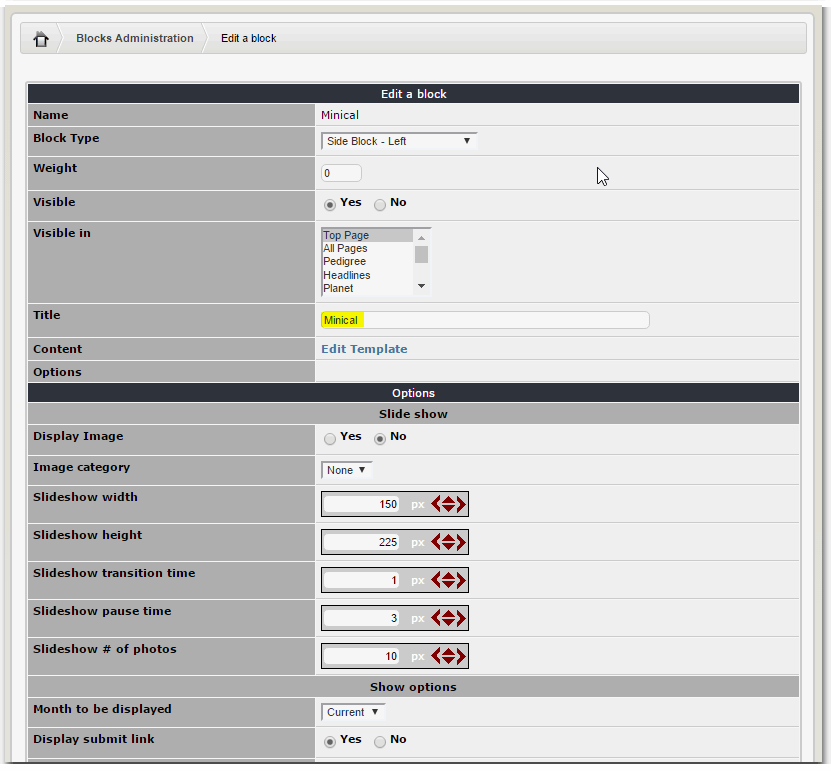 Blocks Administration Edit a block
Edit a block
Name Minical
Block Type Side Block - Left
Weight 0
Visible Yes No
Visible in Top Page
All Pages
Pedigree
Headlines
Planet
Title Minical
Content Edit Template
Options
Options
Slide show
Display Image Yes No
Image category None
Slideshow width 150 px
Slideshow height 225 px
Slideshow transition time 1 px
Slideshow pause time 3 px
Slideshow # of photos 10 px
Show options
Month to be displayed Current
Display submit link Yes No